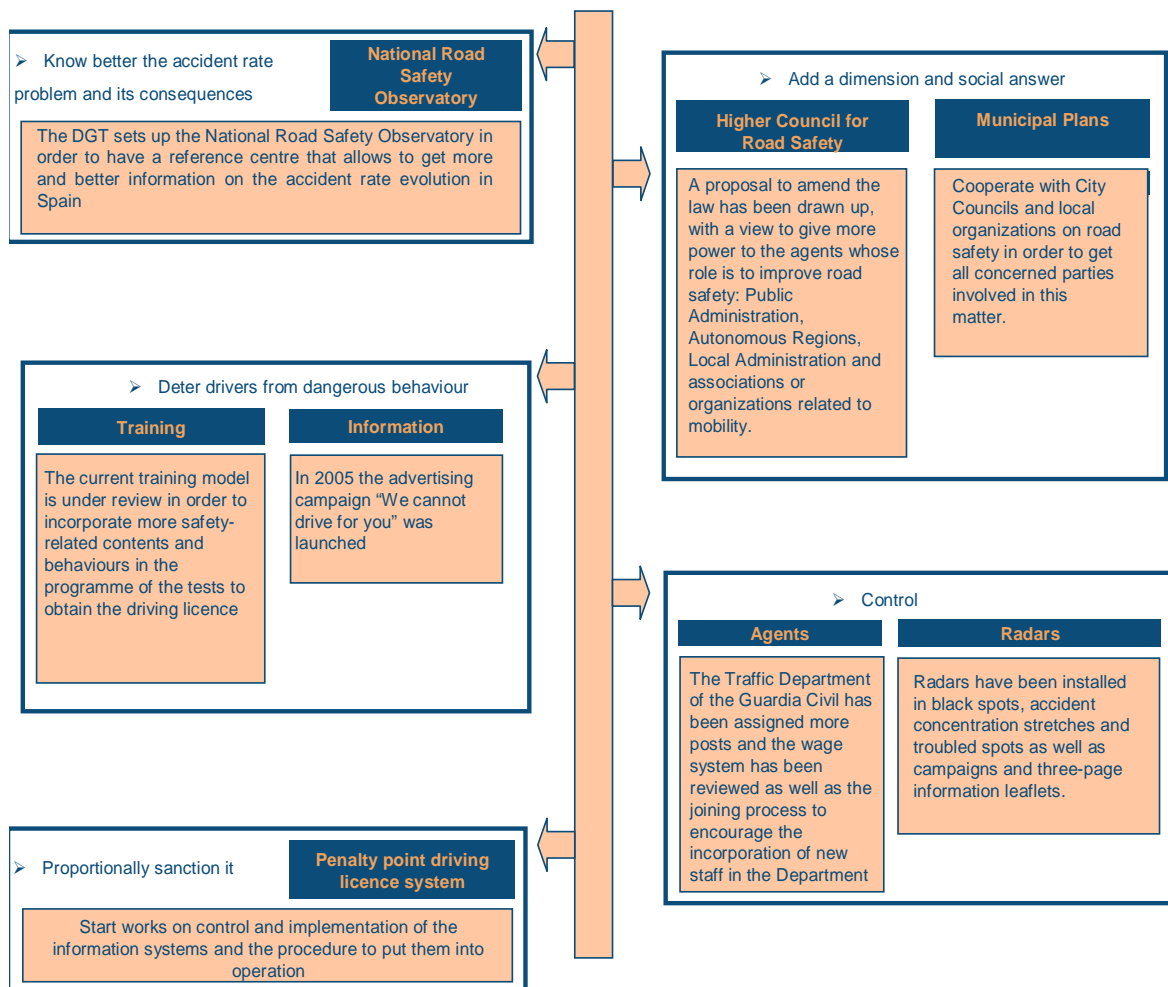 ➢ Know better the accident rate
problem and its consequences
National Road
Safety
Observatory
The DGT sets up the National Road Safety Observatory in
order to have a reference centre that allows to get more
and better information on the accident rate evolution in
Spain
➢ Add a dimension and social answer
Higher Council for
Road Safety
A proposal to amend the
law has been drawn up,
with a view to give more
power to the agents whose
role is to improve road
safety: Public
Administration,
Autonomous Regions,
Local Administration and
associations or
organizations related to
mobility.
Municipal Plans
Cooperate with City
Councils and local
organizations on road
safety in order to get
all concerned parties
involved in this
matter.
➢ Deter drivers from dangerous behaviour
Training
The current training model
is under review in order to
incorporate more safety-
related contents and
behaviours in the
programme of the tests to
obtain the driving licence
Information
In 2005 the advertising
campaign “We cannot
drive for you” was
launched
➢ Control
Agents
The Traffic Department
of the Guardia Civil has
been assigned more
posts and the wage
system has been
reviewed as well as the
joining process to
encourage the
incorporation of new
staff in the Department
Radars
Radars have been installed
in black spots, accident
concentration stretches and
troubled spots as well as
campaigns and three-page
information leaflets.
➢ Proportionally sanction it
Penalty point driving
licence system
Start works on control and implementation of the
information systems and the procedure to put them into
operation